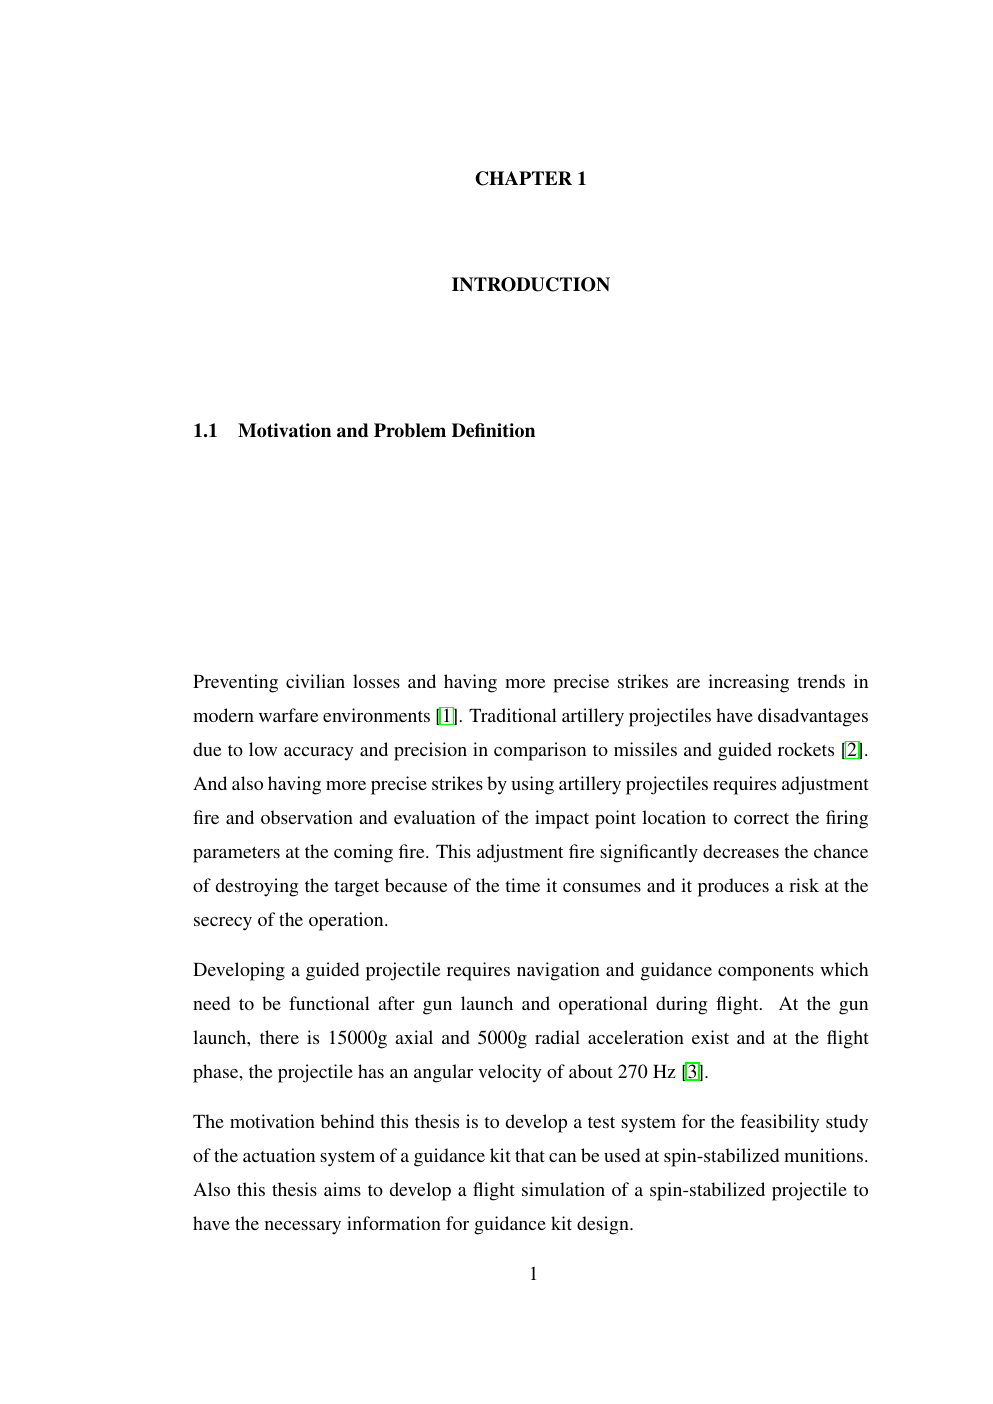 CHAPTER 1
INTRODUCTION
1.1 Motivation and Problem Definition
Preventing civilian losses and having more precise strikes are increasing trends in
modern warfare environments [1]. Traditional artillery projectiles have disadvantages
due to low accuracy and precision in comparison to missiles and guided rockets [2].
And also having more precise strikes by using artillery projectiles requires adjustment
fire and observation and evaluation of the impact point location to correct the firing
parameters at the coming fire. This adjustment fire significantly decreases the chance
of destroying the target because of the time it consumes and it produces a risk at the
secrecy of the operation.
Developing a guided projectile requires navigation and guidance components which
need to be functional after gun launch and operational during flight. At the gun
launch, there is 15000g axial and 5000g radial acceleration exist and at the flight
phase, the projectile has an angular velocity of about 270 Hz [3].
The motivation behind this thesis is to develop a test system for the feasibility study
of the actuation system of a guidance kit that can be used at spin-stabilized munitions.
Also this thesis aims to develop a flight simulation of a spin-stabilized projectile to
have the necessary information for guidance kit design.
1